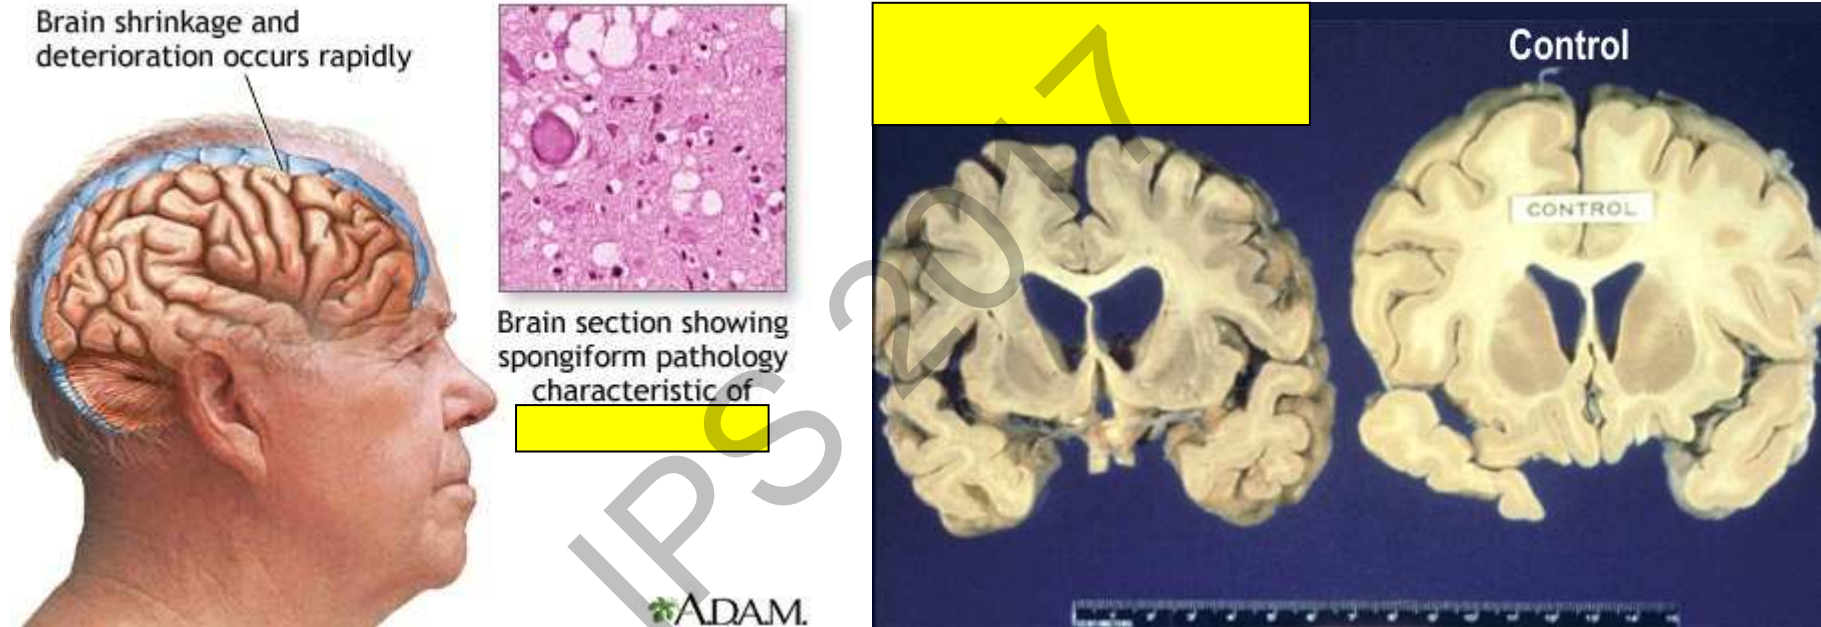 Brain shrinkage and
deterioration occurs rapidly
Brain section showing
spongiform pathology
characteristic of
ADAM.
Control
CONTROL
IPS 2017